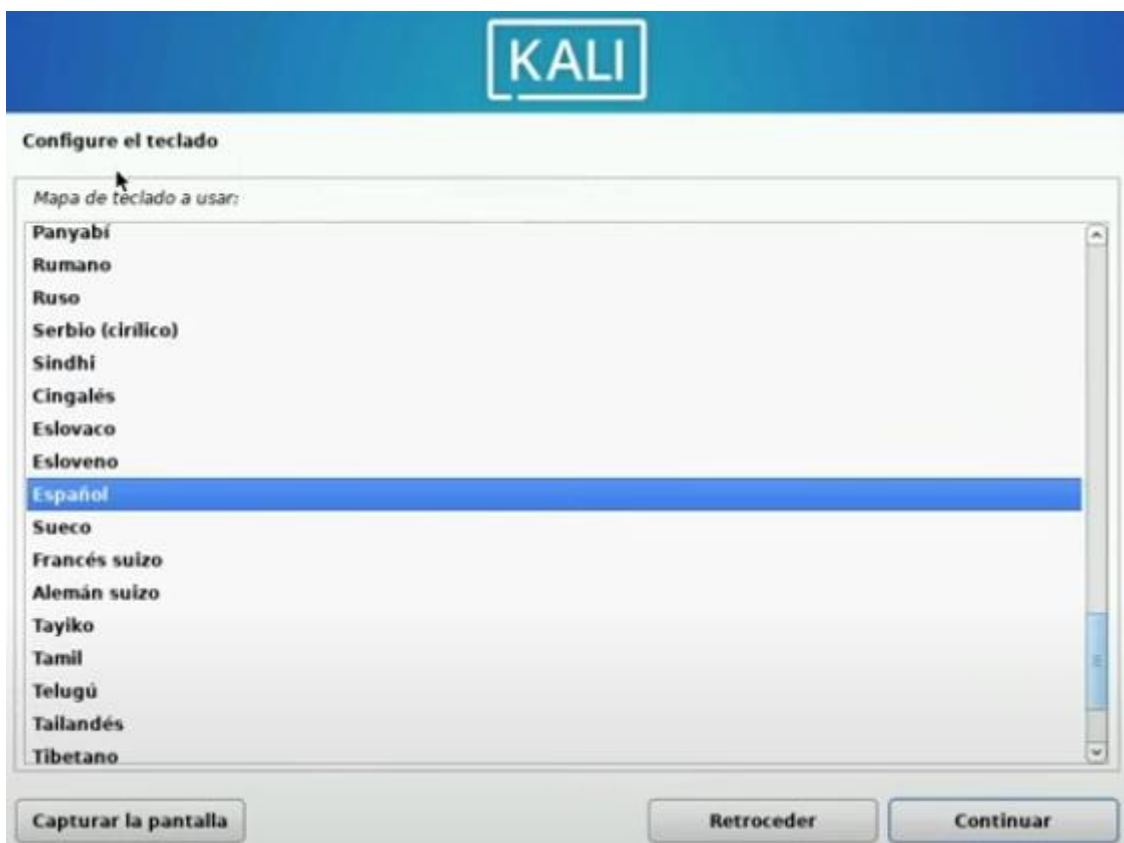 KALI
Configure el teclado
Mapa de teclado a usar:
Panyabí
Rumano
Ruso
Serbio (cirílico)
Sindhi
Cingalés
Eslovaco
Esloveno
Español
Sueco
Francés suizo
Alemán suizo
Tayiko
Tamil
Telugú
Tailandés
Tibetano
Capturar la pantalla
Retroceder
Continuar